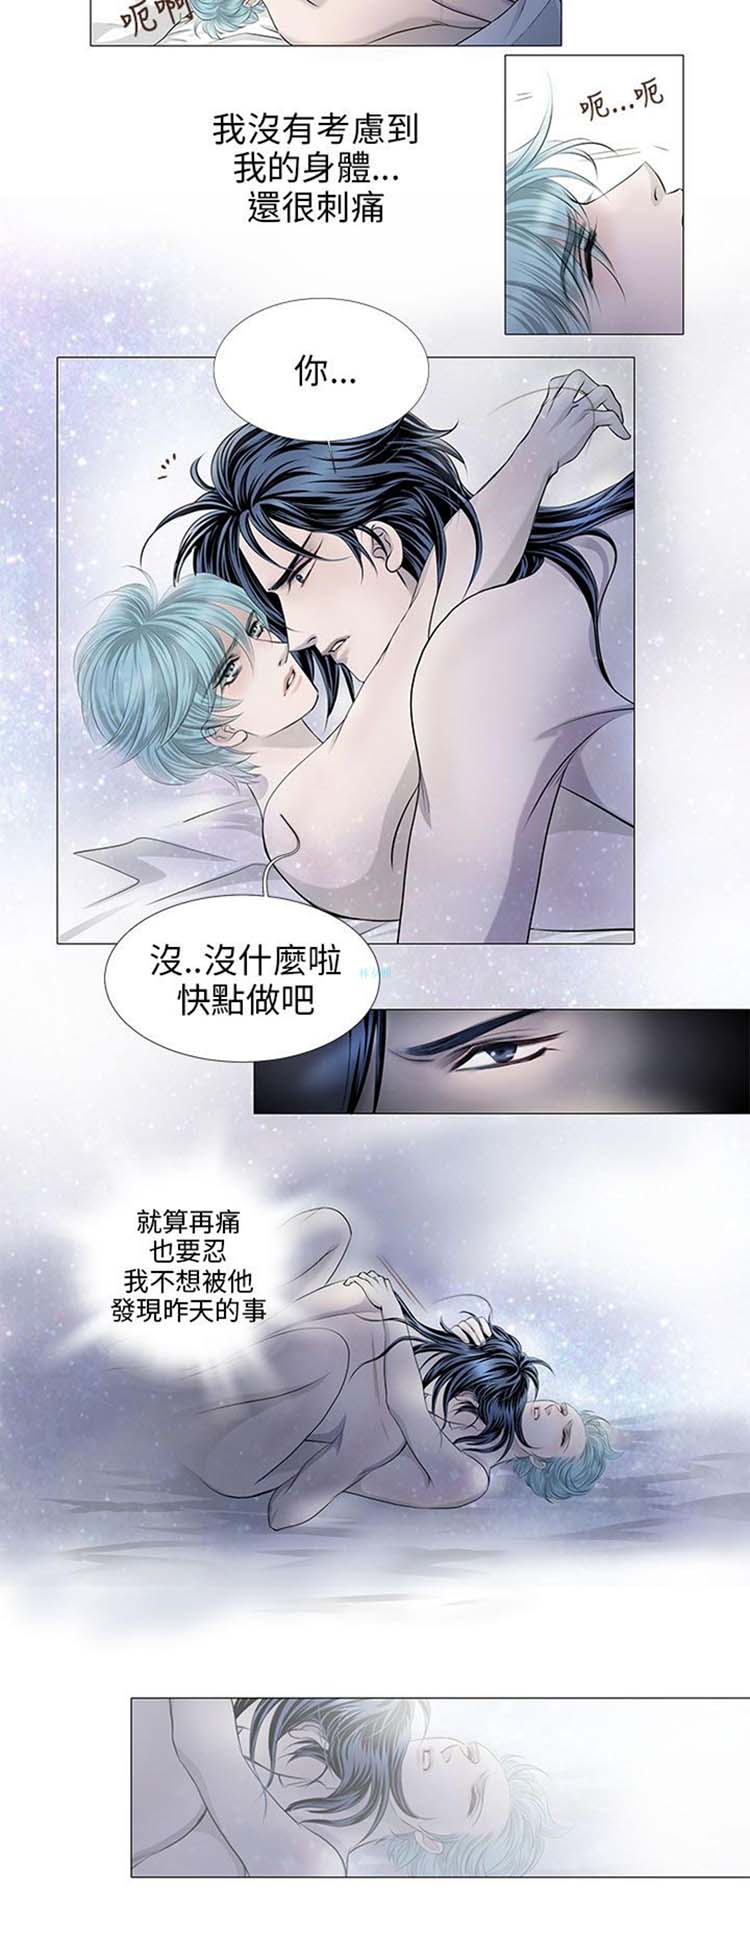 呃啊
呃...呃
我沒有考慮到
我的身體...
還很刺痛
你...
沒..沒什麼啦
快點做吧
就算再痛
也要忍
我不想被他
發現昨天的事